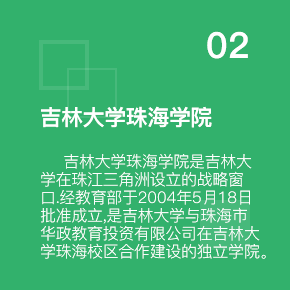 02
吉林大学珠海学院
吉林大学珠海学院是吉林大
学在珠江三角洲设立的战略窗
口.经教育部于2004年5月18日
批准成立,是吉林大学与珠海市
华政教育投资有限公司在吉林大
学珠海校区合作建设的独立学院。